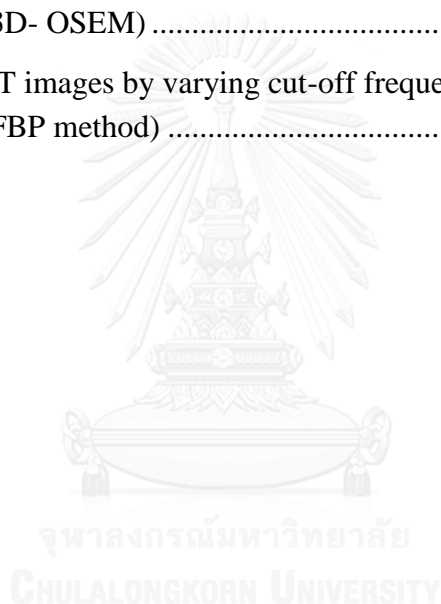 3D- OSEM) ...................................
T images by varying cut-off freque
FBP method) .................................
จุฬาลงกรณ์มหาวิทยาลัย
CHULALONGKORN UNIVERSITY